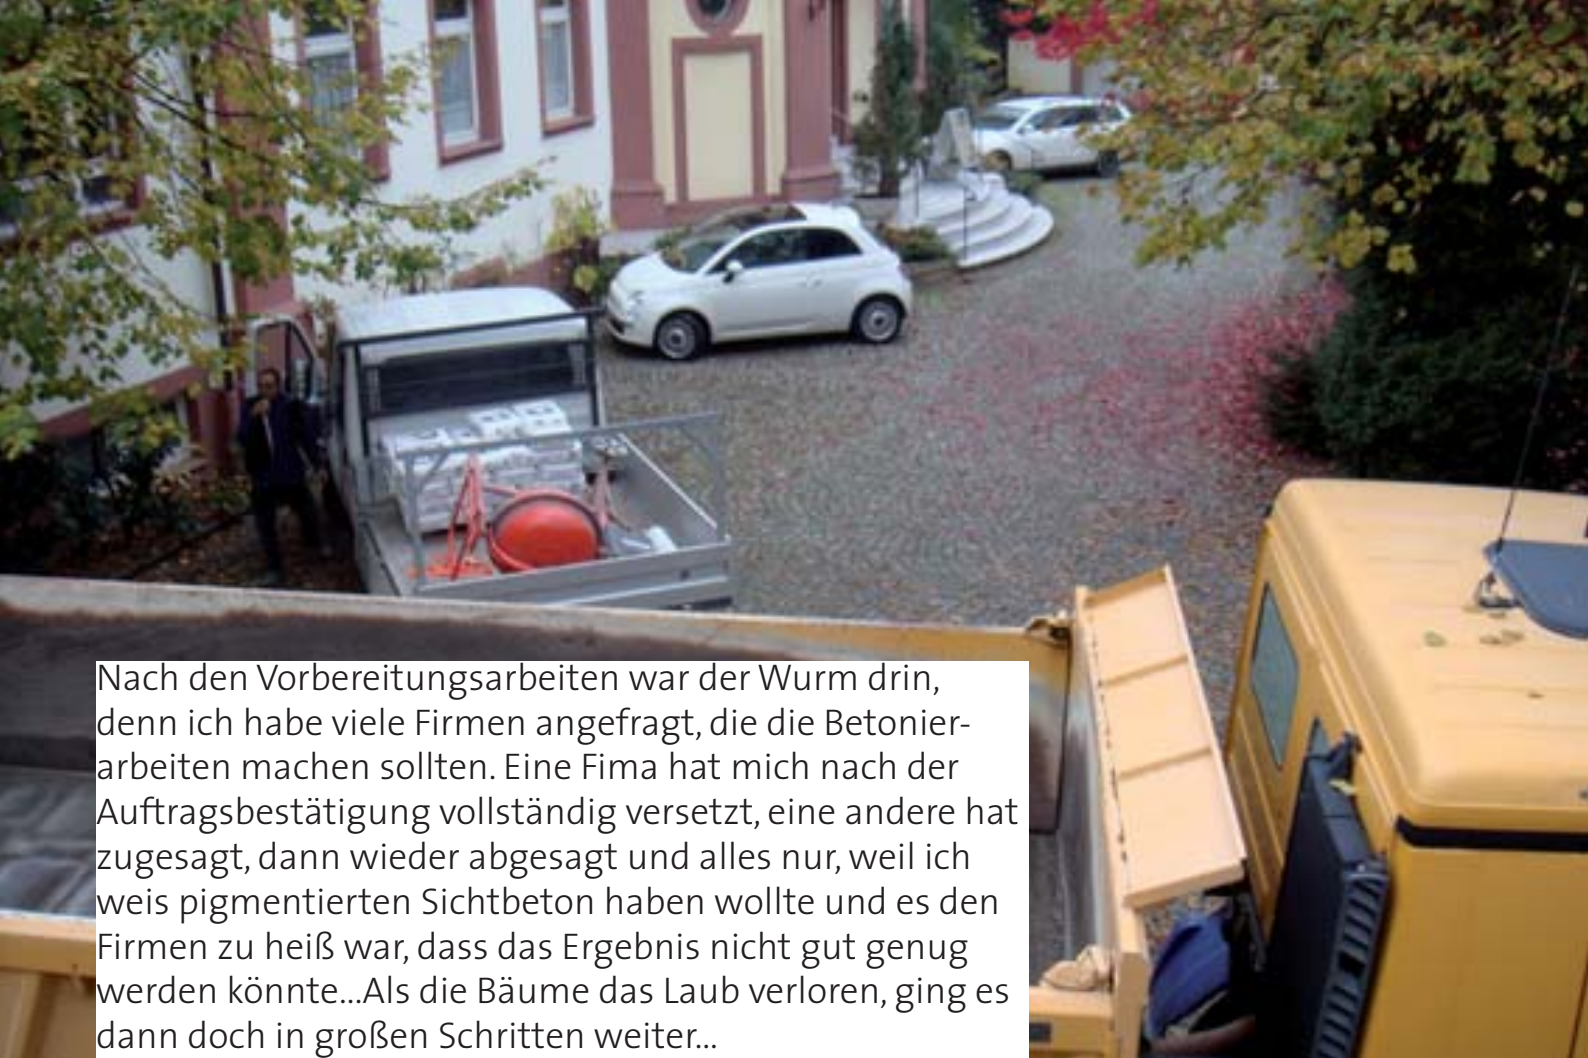 Nach den Vorbereitungsarbeiten war der Wurm drin,
denn ich habe viele Firmen angefragt, die die Betonier-
arbeiten machen sollten. Eine Fima hat mich nach der
Auftragsbestätigung vollständig versetzt, eine andere hat
zugesagt, dann wieder abgesagt und alles nur, weil ich
weis pigmentierten Sichtbeton haben wollte und es den
Firmen zu heiß war, dass das Ergebnis nicht gut genug
werden könnte...Als die Bäume das Laub verloren, ging es
dann doch in großen Schritten weiter...